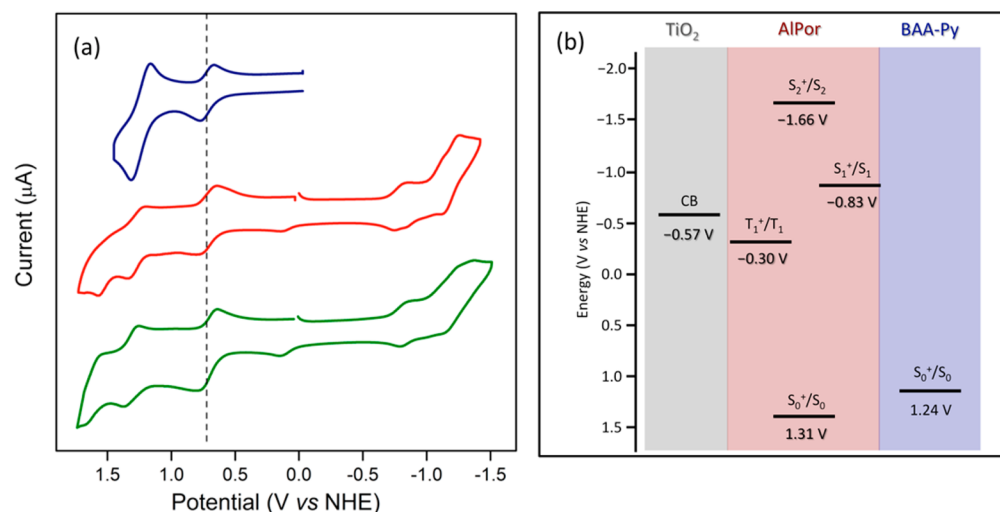 (a)
Current (μA)
1.5 1.0 0.5 0.0 -0.5 -1.0 -1.5
Potential (V vs NHE)
(b)
TiO₂ AlPor BAA-Py
Energy (V vs NHE)
−2.0
−1.5
−1.0
−0.5
0.0
0.5
1.0
1.5
CB
−0.57 V
S₂⁺/S₂
−1.66 V
S₁⁺/S₁
−0.83 V
T₁⁺/T₁
−0.30 V
S₀⁺/S₀
1.31 V
S₀⁺/S₀
1.24 V